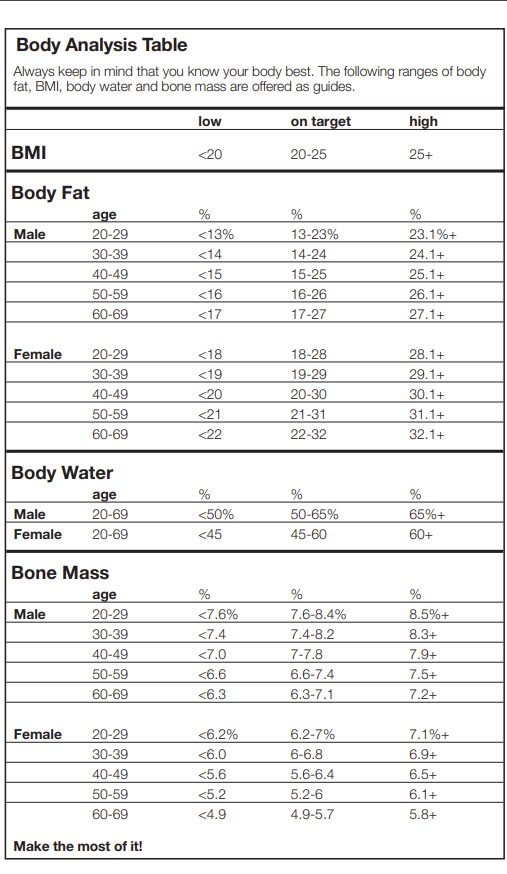 Body Analysis Table
Always keep in mind that you know your body best. The following ranges of body
fat, BMI, body water and bone mass are offered as guides.
low on target high
BMI <20 20-25 25+
Body Fat
age % % %
Male 20-29 <13% 13-23% 23.1%+
30-39 <14 14-24 24.1+
40-49 <15 15-25 25.1+
50-59 <16 16-26 26.1+
60-69 <17 17-27 27.1+
Female 20-29 <18 18-28 28.1+
30-39 <19 19-29 29.1+
40-49 <20 20-30 30.1+
50-59 <21 21-31 31.1+
60-69 <22 22-32 32.1+
Body Water
age % % %
Male 20-69 <50% 50-65% 65%+
Female 20-69 <45 45-60 60+
Bone Mass
age % % %
Male 20-29 <7.6% 7.6-8.4% 8.5%+
30-39 <7.4 7.4-8.2 8.3+
40-49 <7.0 7-7.8 7.9+
50-59 <6.6 6.6-7.4 7.5+
60-69 <6.3 6.3-7.1 7.2+
Female 20-29 <6.2% 6.2-7% 7.1%+
30-39 <6.0 6-6.8 6.9+
40-49 <5.6 5.6-6.4 6.5+
50-59 <5.2 5.2-6 6.1+
60-69 <4.9 4.9-5.7 5.8+
Make the most of it!